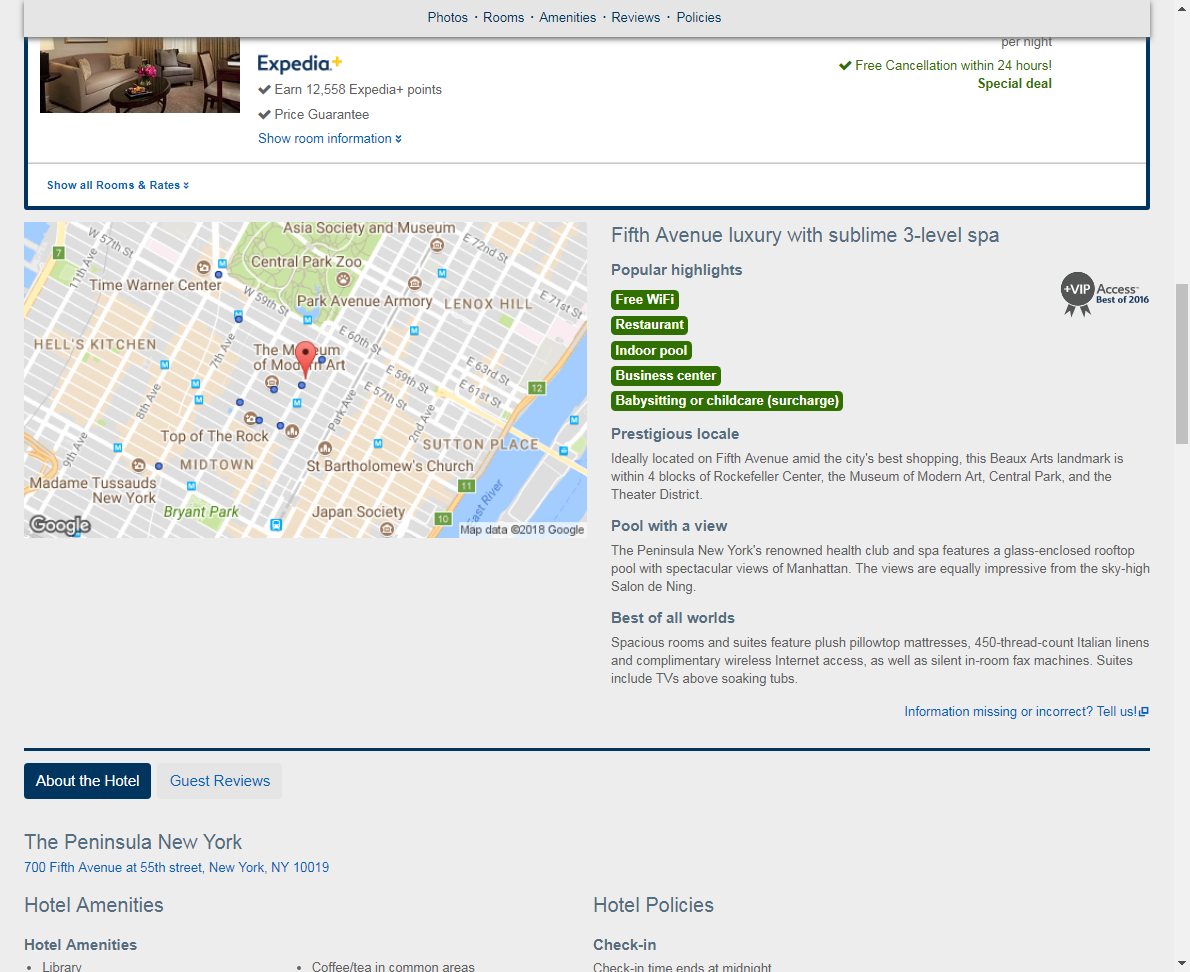 Photos · Rooms · Amenities · Reviews · Policies
per night
Expedia+
Free Cancellation within 24 hours!
Special deal
Earn 12,558 Expedia+ points
Price Guarantee
Show room information
Show all Rooms & Rates
Asia Society and Museum
W 57th St
E 72nd St
7
11th Ave
Central Park Zoo
Time Warner Center
W 59th St
Park Avenue Armory
LENOX HILL
E 71st St
HELL'S KITCHEN
7th Ave
E 60th St
The Museum
of Modern Art
E 63rd St
E 59th St
E 61st St
12
8th Ave
E 57th St
Park Ave
2nd Ave
9th Ave
Top of The Rock
SUTTON PLACE
MIDTOWN
St Bartholomew's Church
Madame Tussauds
New York
11
East River
Bryant Park
Japan Society
10
Google
Map data ©2018 Google
Fifth Avenue luxury with sublime 3-level spa
Popular highlights
+VIP Access™
Best of 2016
Free WiFi
Restaurant
Indoor pool
Business center
Babysitting or childcare (surcharge)
Prestigious locale
Ideally located on Fifth Avenue amid the city's best shopping, this Beaux Arts landmark is
within 4 blocks of Rockefeller Center, the Museum of Modern Art, Central Park, and the
Theater District.
Pool with a view
The Peninsula New York's renowned health club and spa features a glass-enclosed rooftop
pool with spectacular views of Manhattan. The views are equally impressive from the sky-high
Salon de Ning.
Best of all worlds
Spacious rooms and suites feature plush pillowtop mattresses, 450-thread-count Italian linens
and complimentary wireless Internet access, as well as silent in-room fax machines. Suites
include TVs above soaking tubs.
Information missing or incorrect? Tell us!
About the Hotel
Guest Reviews
The Peninsula New York
700 Fifth Avenue at 55th street, New York, NY 10019
Hotel Amenities
Hotel Policies
Hotel Amenities
Check-in
• Library
• Coffee/tea in common areas
Check-in time ends at midnight